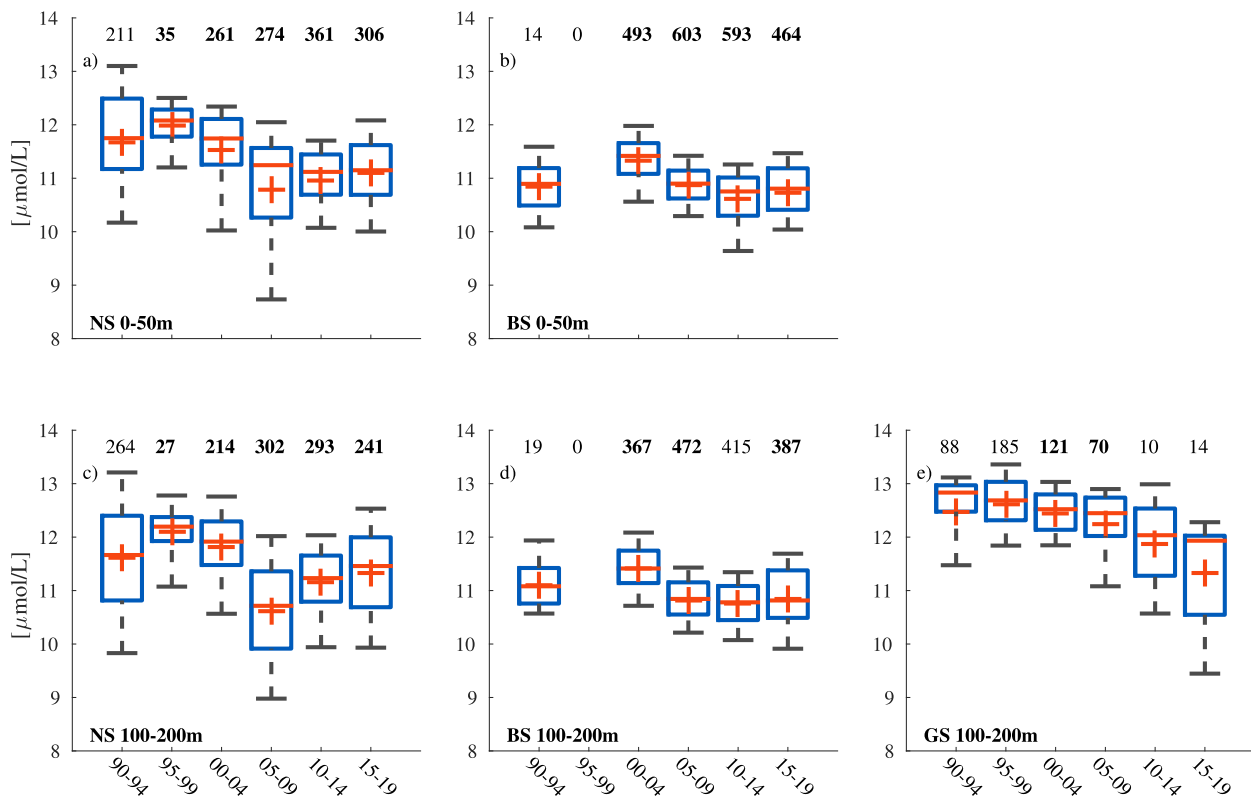 14
13
12
11
10
9
8
[μmol/L]
211 35 261 274 361 306
a)
NS 0-50m
14
13
12
11
10
9
8
14 0 493 603 593 464
b)
BS 0-50m
14
13
12
11
10
9
8
[μmol/L]
264 27 214 302 293 241
c)
NS 100-200m
90-94 95-99 00-04 05-09 10-14 15-19
14
13
12
11
10
9
8
19 0 367 472 415 387
d)
BS 100-200m
90-94 95-99 00-04 05-09 10-14 15-19
14
13
12
11
10
9
8
88 185 121 70 10 14
e)
GS 100-200m
90-94 95-99 00-04 05-09 10-14 15-19